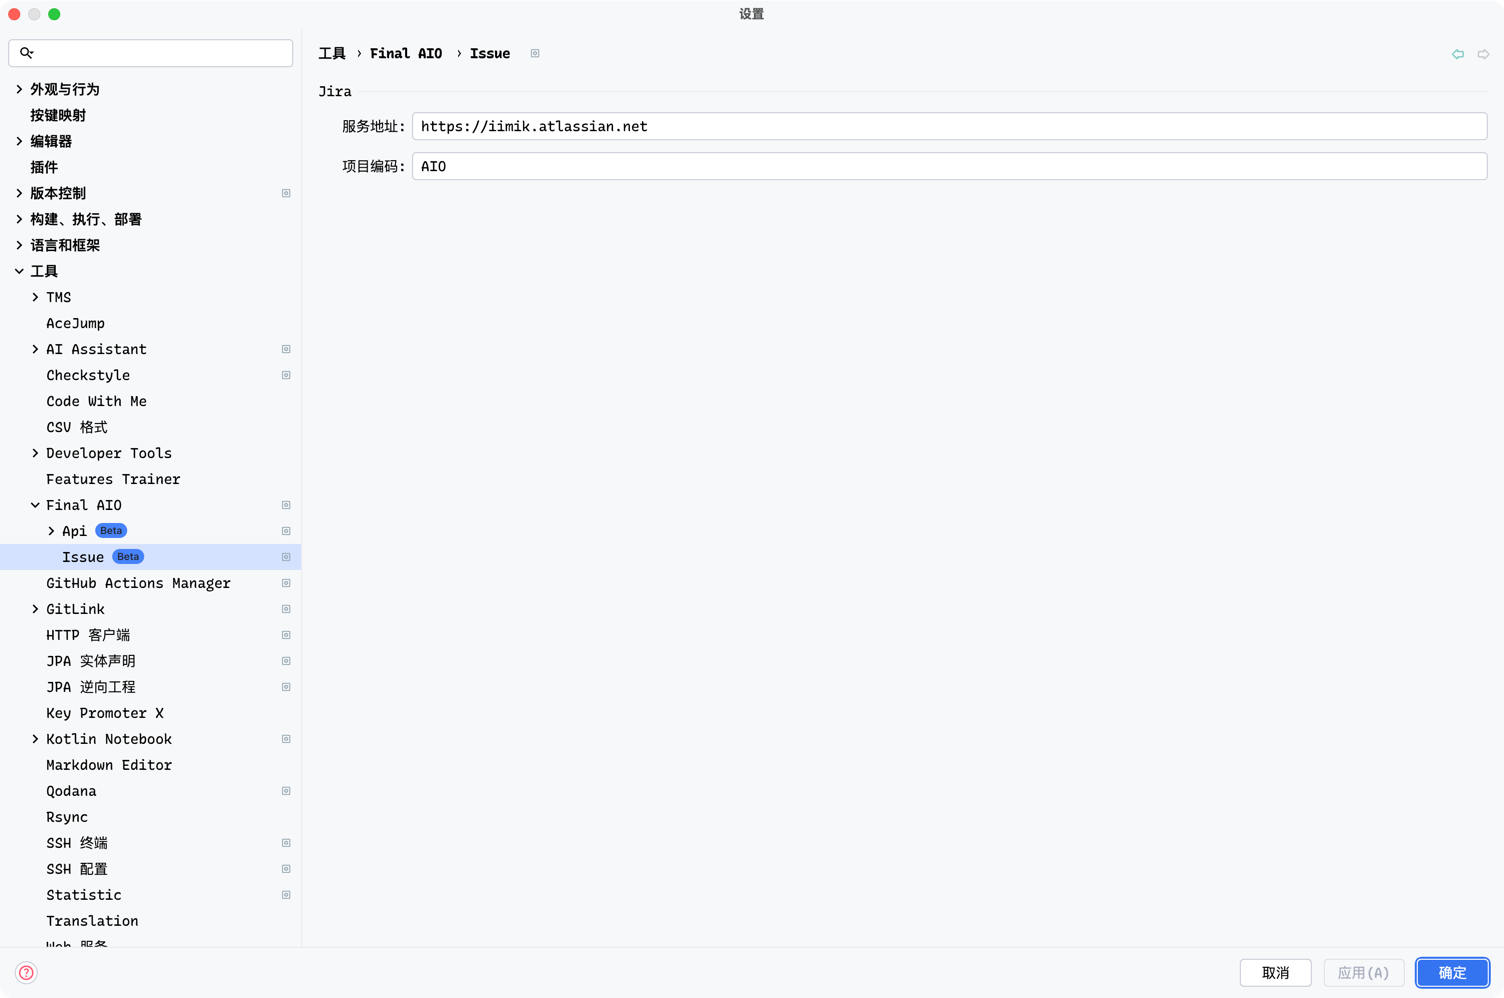 设置
外观与行为
按键映射
编辑器
插件
版本控制
构建、执行、部署
语言和框架
工具
TMS
AceJump
AI Assistant
Checkstyle
Code With Me
CSV 格式
Developer Tools
Features Trainer
Final AIO
Api Beta
Issue Beta
GitHub Actions Manager
GitLink
HTTP 客户端
JPA 实体声明
JPA 逆向工程
Key Promoter X
Kotlin Notebook
Markdown Editor
Qodana
Rsync
SSH 终端
SSH 配置
Statistic
Translation
Web 服务
工具 › Final AIO › Issue
Jira
服务地址: https://iimik.atlassian.net
项目编码: AIO
? 取消 应用(A) 确定